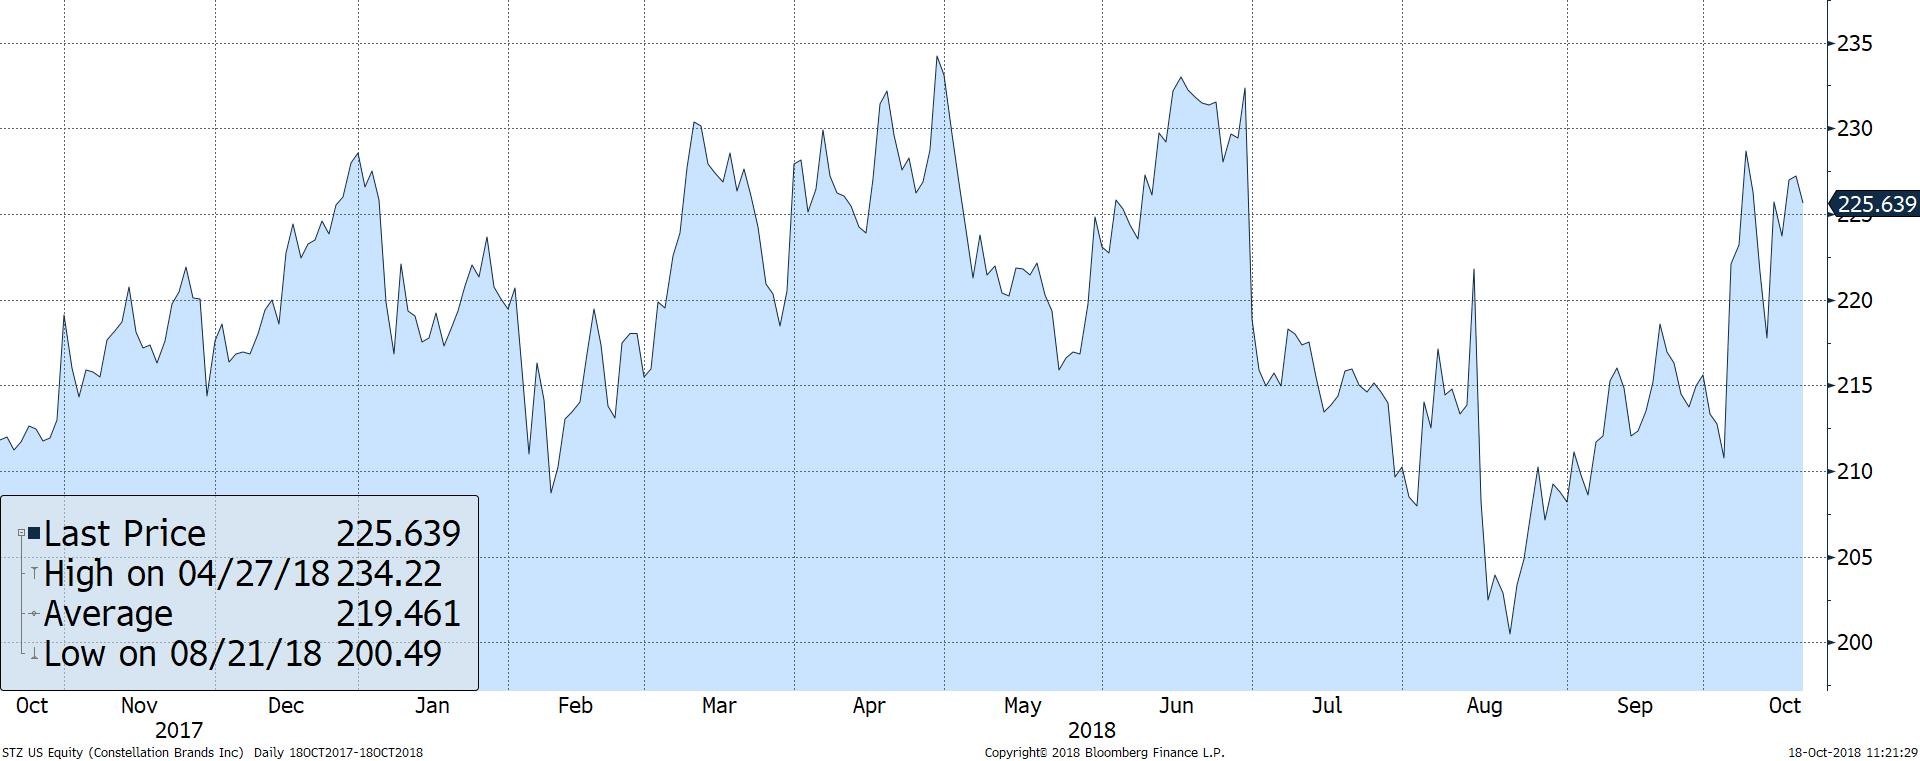 235
230
225.639
225
220
215
210
205
200
Last Price 225.639
High on 04/27/18 234.22
Average 219.461
Low on 08/21/18 200.49
Oct Nov Dec Jan Feb Mar Apr May Jun Jul Aug Sep Oct
2017 2018
STZ US Equity (Constellation Brands Inc) Daily 18OCT2017-18OCT2018 Copyright© 2018 Bloomberg Finance L.P. 18-Oct-2018 11:21:29